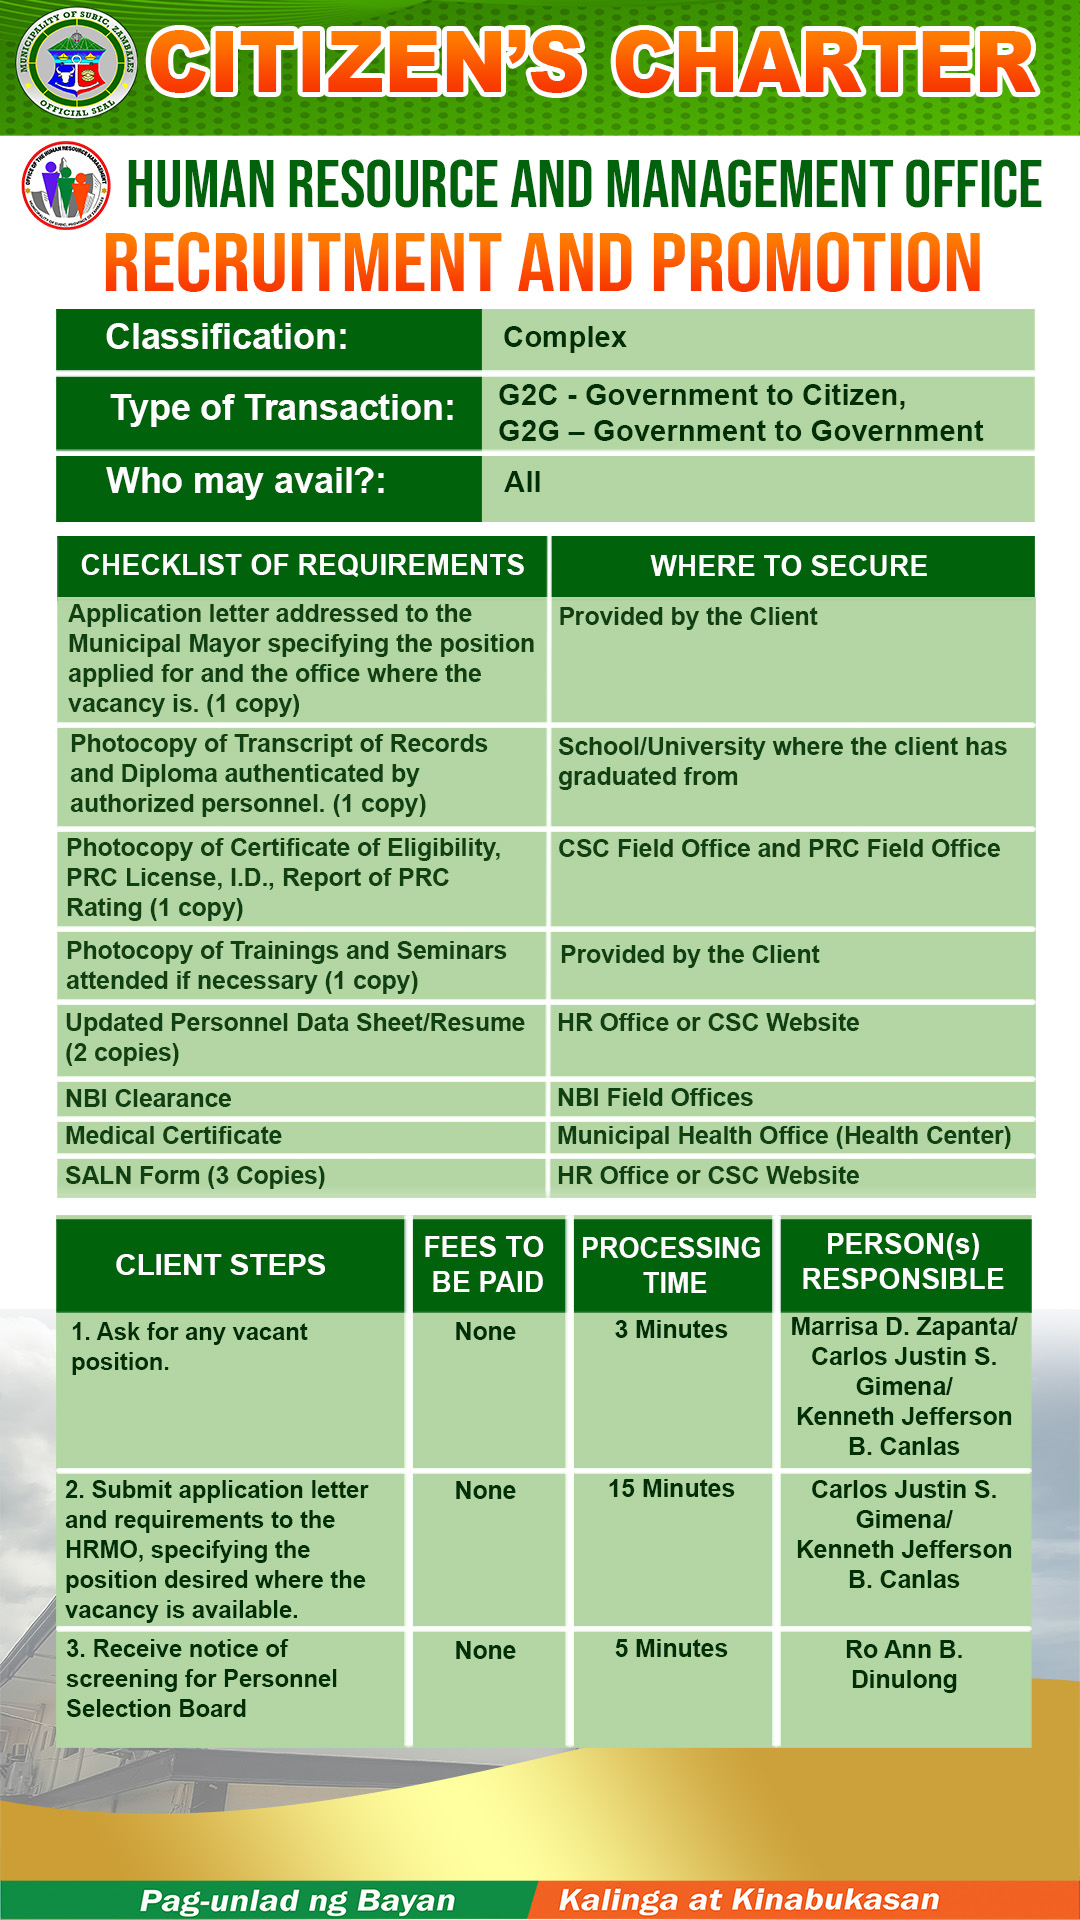 MUNICIPALITY OF SUBIC, ZAMBALES
OFFICIAL SEAL
CITIZEN'S CHARTER
OFFICE OF THE HUMAN RESOURCE MANAGEMENT
MUNICIPALITY OF SUBIC, PROVINCE OF ZAMBALES
HUMAN RESOURCE AND MANAGEMENT OFFICE
RECRUITMENT AND PROMOTION
Classification:
Complex
Type of Transaction:
G2C - Government to Citizen,
G2G – Government to Government
Who may avail?:
All
CHECKLIST OF REQUIREMENTS
WHERE TO SECURE
Application letter addressed to the
Municipal Mayor specifying the position
applied for and the office where the
vacancy is. (1 copy)
Provided by the Client
Photocopy of Transcript of Records
and Diploma authenticated by
authorized personnel. (1 copy)
School/University where the client has
graduated from
Photocopy of Certificate of Eligibility,
PRC License, I.D., Report of PRC
Rating (1 copy)
CSC Field Office and PRC Field Office
Photocopy of Trainings and Seminars
attended if necessary (1 copy)
Provided by the Client
Updated Personnel Data Sheet/Resume
(2 copies)
HR Office or CSC Website
NBI Clearance
NBI Field Offices
Medical Certificate
Municipal Health Office (Health Center)
SALN Form (3 Copies)
HR Office or CSC Website
CLIENT STEPS
FEES TO
BE PAID
PROCESSING
TIME
PERSON(s)
RESPONSIBLE
1. Ask for any vacant
position.
None
3 Minutes
Marrisa D. Zapanta/
Carlos Justin S.
Gimena/
Kenneth Jefferson
B. Canlas
2. Submit application letter
and requirements to the
HRMO, specifying the
position desired where the
vacancy is available.
None
15 Minutes
Carlos Justin S.
Gimena/
Kenneth Jefferson
B. Canlas
3. Receive notice of
screening for Personnel
Selection Board
None
5 Minutes
Ro Ann B.
Dinulong
Pag-unlad ng Bayan
Kalinga at Kinabukasan